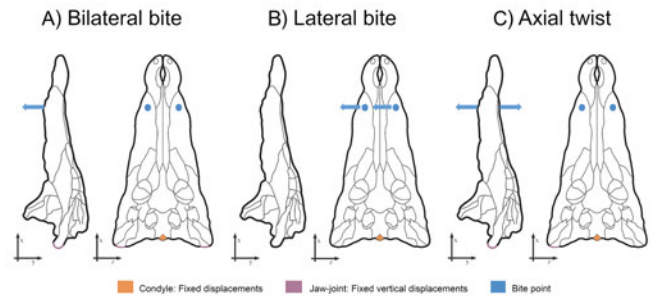 A) Bilateral bite
B) Lateral bite
C) Axial twist
x
y
x
z
x
y
x
z
x
y
x
z
Condyle: Fixed displacements
Jaw-joint: Fixed vertical displacements
Bite point